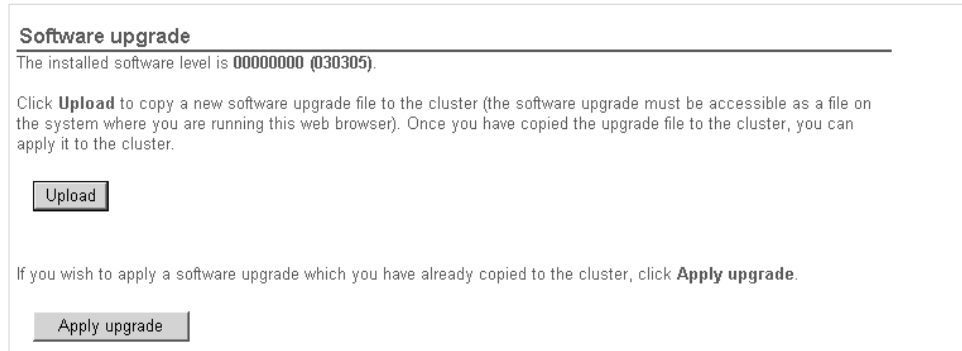 Software upgrade
The installed software level is 00000000 (030305).
Click Upload to copy a new software upgrade file to the cluster (the software upgrade must be accessible as a file on
the system where you are running this web browser). Once you have copied the upgrade file to the cluster, you can
apply it to the cluster.
Upload
If you wish to apply a software upgrade which you have already copied to the cluster, click Apply upgrade.
Apply upgrade